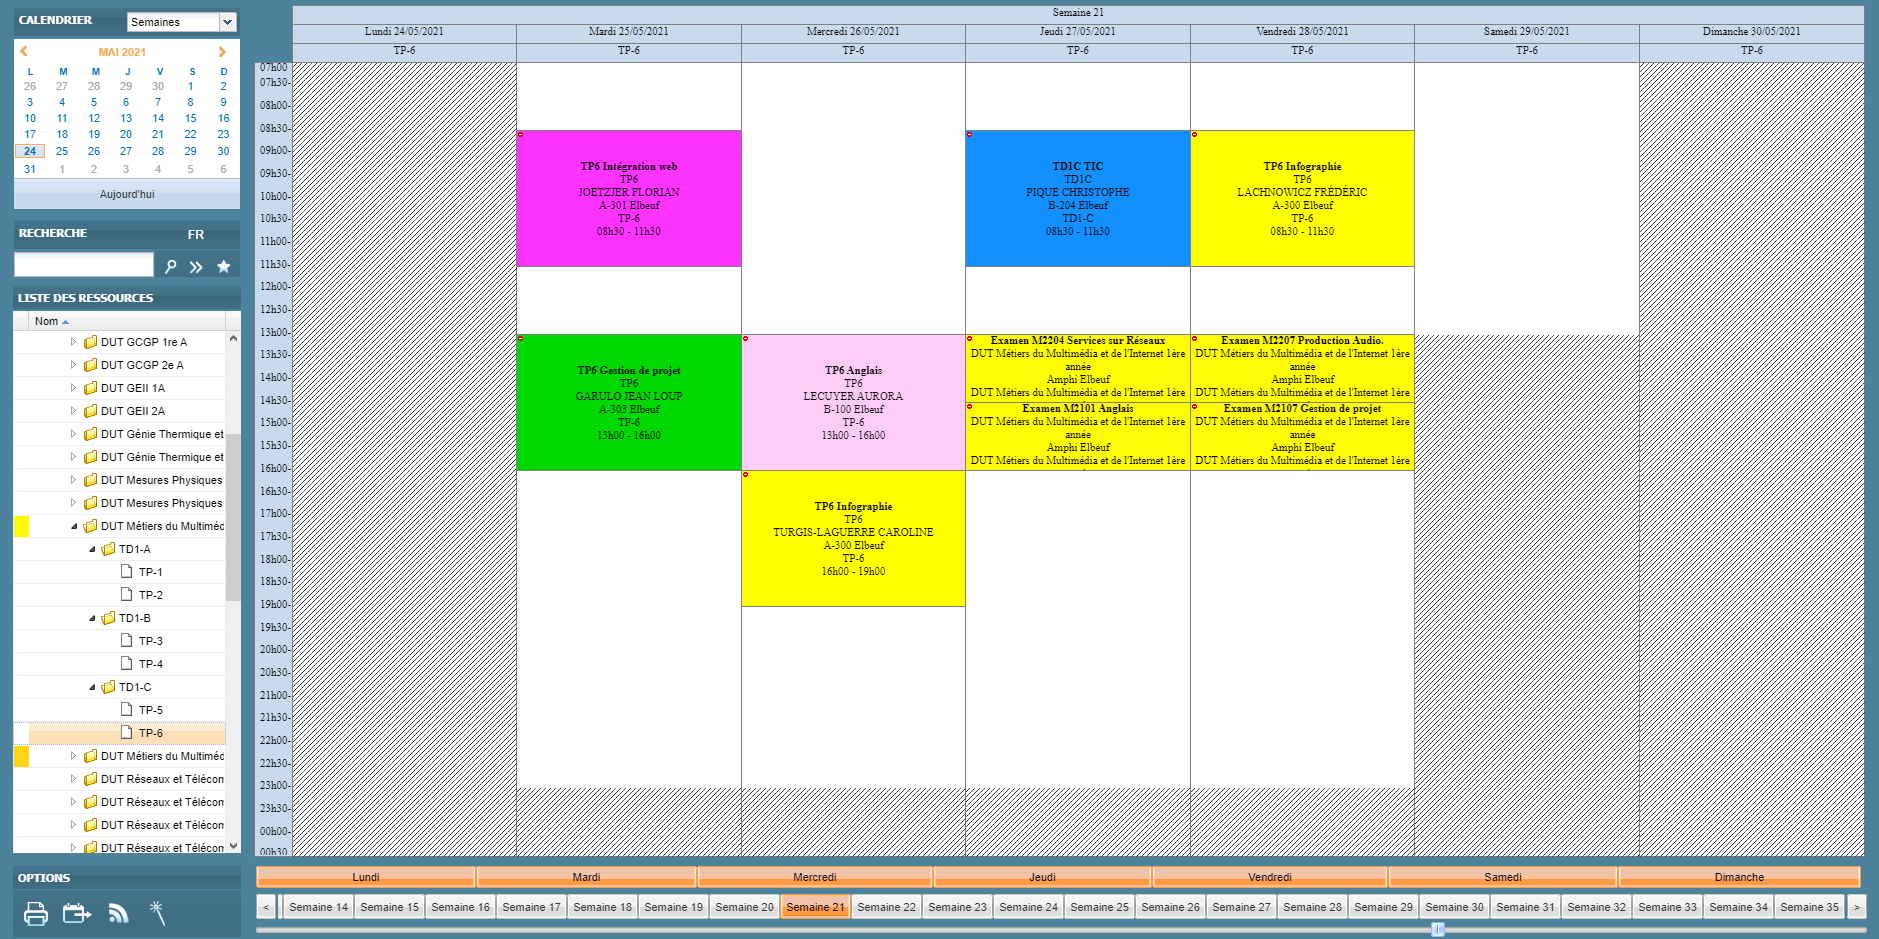 CALENDRIER
Semaines
MAI 2021
L M M J V S D
26 27 28 29 30 1 2
3 4 5 6 7 8 9
10 11 12 13 14 15 16
17 18 19 20 21 22 23
24 25 26 27 28 29 30
31 1 2 3 4 5 6
Aujourd'hui
RECHERCHE FR
LISTE DES RESSOURCES
Nom
DUT GCGP 1re A
DUT GCGP 2e A
DUT GEII 1A
DUT GEII 2A
DUT Génie Thermique et
DUT Génie Thermique et
DUT Mesures Physiques
DUT Mesures Physiques
DUT Métiers du Multiméd
TD1-A
TP-1
TP-2
TD1-B
TP-3
TP-4
TD1-C
TP-5
TP-6
DUT Métiers du Multiméd
DUT Réseaux et Télécom
DUT Réseaux et Télécom
DUT Réseaux et Télécom
DUT Réseaux et Télécom
OPTIONS
Semaine 21
Lundi 24/05/2021 Mardi 25/05/2021 Mercredi 26/05/2021 Jeudi 27/05/2021 Vendredi 28/05/2021 Samedi 29/05/2021 Dimanche 30/05/2021
TP-6 TP-6 TP-6 TP-6 TP-6 TP-6 TP-6
07h00
07h30-
08h00-
08h30-
09h00-
09h30-
10h00-
10h30-
11h00-
11h30-
12h00-
12h30-
13h00-
13h30-
14h00-
14h30-
15h00-
15h30-
16h00-
16h30-
17h00-
17h30-
18h00-
18h30-
19h00-
19h30-
20h00-
20h30-
21h00-
21h30-
22h00-
22h30-
23h00-
23h30-
00h00-
00h30
TP6 Intégration web
TP6
JOETZJER FLORIAN
A-301 Elbeuf
TP-6
08h30 - 11h30
TP6 Gestion de projet
TP6
GARULO JEAN LOUP
A-303 Elbeuf
TP-6
13h00 - 16h00
TP6 Anglais
TP6
LECUYER AURORA
B-100 Elbeuf
TP-6
13h00 - 16h00
TP6 Infographie
TP6
TURGIS-LAGUERRE CAROLINE
A-300 Elbeuf
TP-6
16h00 - 19h00
TD1C TIC
TD1C
PIQUE CHRISTOPHE
B-204 Elbeuf
TD1-C
08h30 - 11h30
Examen M2204 Services sur Réseaux
DUT Métiers du Multimédia et de l'Internet 1ère
année
Amphi Elbeuf
DUT Métiers du Multimédia et de l'Internet 1ère
Examen M2101 Anglais
DUT Métiers du Multimédia et de l'Internet 1ère
année
Amphi Elbeuf
DUT Métiers du Multimédia et de l'Internet 1ère
TP6 Infographie
TP6
LACHNOWICZ FRÉDÉRIC
A-300 Elbeuf
TP-6
08h30 - 11h30
Examen M2207 Production Audio.
DUT Métiers du Multimédia et de l'Internet 1ère
année
Amphi Elbeuf
DUT Métiers du Multimédia et de l'Internet 1ère
Examen M2107 Gestion de projet
DUT Métiers du Multimédia et de l'Internet 1ère
année
Amphi Elbeuf
DUT Métiers du Multimédia et de l'Internet 1ère
Lundi Mardi Mercredi Jeudi Vendredi Samedi Dimanche
< Semaine 14 Semaine 15 Semaine 16 Semaine 17 Semaine 18 Semaine 19 Semaine 20 Semaine 21 Semaine 22 Semaine 23 Semaine 24 Semaine 25 Semaine 26 Semaine 27 Semaine 28 Semaine 29 Semaine 30 Semaine 31 Semaine 32 Semaine 33 Semaine 34 Semaine 35 >